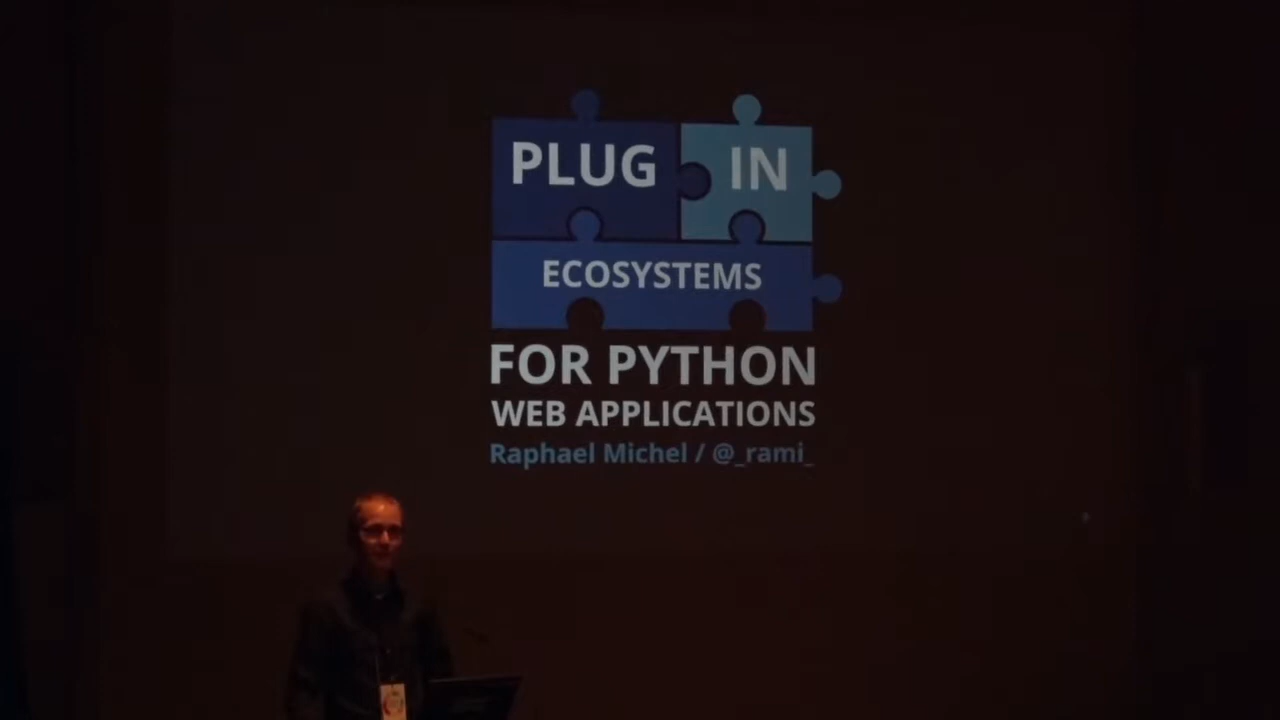 PLUG IN
ECOSYSTEMS
FOR PYTHON
WEB APPLICATIONS
Raphael Michel / @_rami_